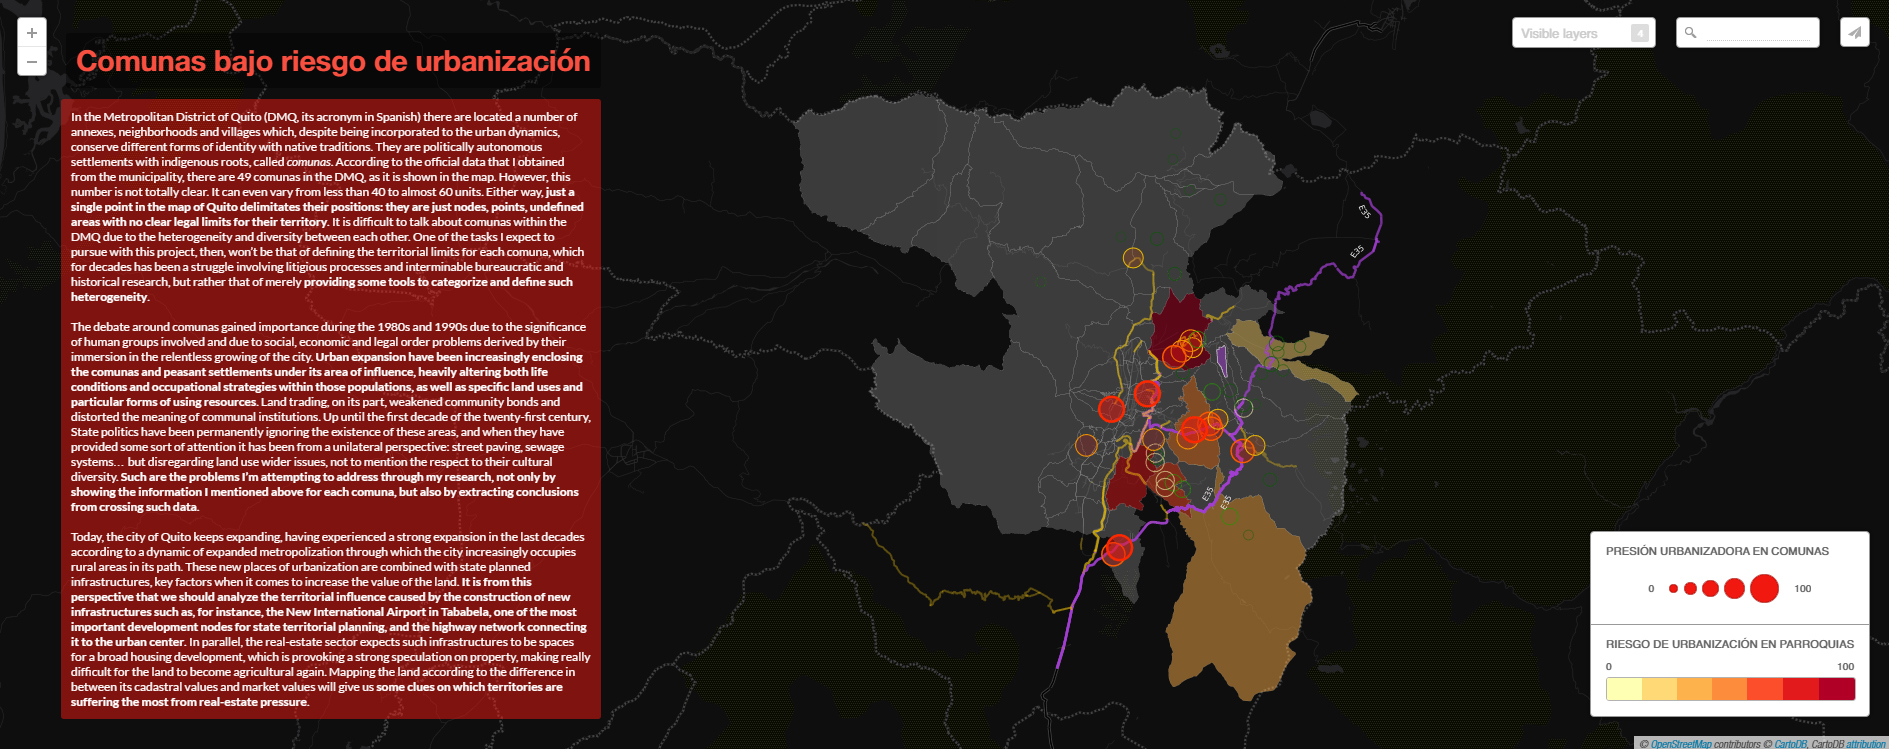 +
−
Comunas bajo riesgo de urbanización
Visible layers 4
In the Metropolitan District of Quito (DMQ, its acronym in Spanish) there are located a number of
annexes, neighborhoods and villages which, despite being incorporated to the urban dynamics,
conserve different forms of identity with native traditions. They are politically autonomous
settlements with indigenous roots, called comunas. According to the official data that I obtained
from the municipality, there are 49 comunas in the DMQ, as it is shown in the map. However, this
number is not totally clear. It can even vary from less than 40 to almost 60 units. Either way, just a
single point in the map of Quito delimitates their positions: they are just nodes, points, undefined
areas with no clear legal limits for their territory. It is difficult to talk about comunas within the
DMQ due to the heterogeneity and diversity between each other. One of the tasks I expect to
pursue with this project, then, won't be that of defining the territorial limits for each comuna, which
for decades has been a struggle involving litigious processes and interminable bureaucratic and
historical research, but rather that of merely providing some tools to categorize and define such
heterogeneity.
The debate around comunas gained importance during the 1980s and 1990s due to the significance
of human groups involved and due to social, economic and legal order problems derived by their
immersion in the relentless growing of the city. Urban expansion have been increasingly enclosing
the comunas and peasant settlements under its area of influence, heavily altering both life
conditions and occupational strategies within those populations, as well as specific land uses and
particular forms of using resources. Land trading, on its part, weakened community bonds and
distorted the meaning of communal institutions. Up until the first decade of the twenty-first century,
State politics have been permanently ignoring the existence of these areas, and when they have
provided some sort of attention it has been from a unilateral perspective: street paving, sewage
systems... but disregarding land use wider issues, not to mention the respect to their cultural
diversity. Such are the problems I'm attempting to address through my research, not only by
showing the information I mentioned above for each comuna, but also by extracting conclusions
from crossing such data.
Today, the city of Quito keeps expanding, having experienced a strong expansion in the last decades
according to a dynamic of expanded metropolization through which the city increasingly occupies
rural areas in its path. These new places of urbanization are combined with state planned
infrastructures, key factors when it comes to increase the value of the land. It is from this
perspective that we should analyze the territorial influence caused by the construction of new
infrastructures such as, for instance, the New International Airport in Tababela, one of the most
important development nodes for state territorial planning, and the highway network connecting
it to the urban center. In parallel, the real-estate sector expects such infrastructures to be spaces
for a broad housing development, which is provoking a strong speculation on property, making really
difficult for the land to become agricultural again. Mapping the land according to the difference in
between its cadastral values and market values will give us some clues on which territories are
suffering the most from real-estate pressure.
E35
E35
E35
E35
PRESIÓN URBANIZADORA EN COMUNAS
0 100
RIESGO DE URBANIZACIÓN EN PARROQUIAS
0 100
© OpenStreetMap contributors © CartoDB, CartoDB attribution